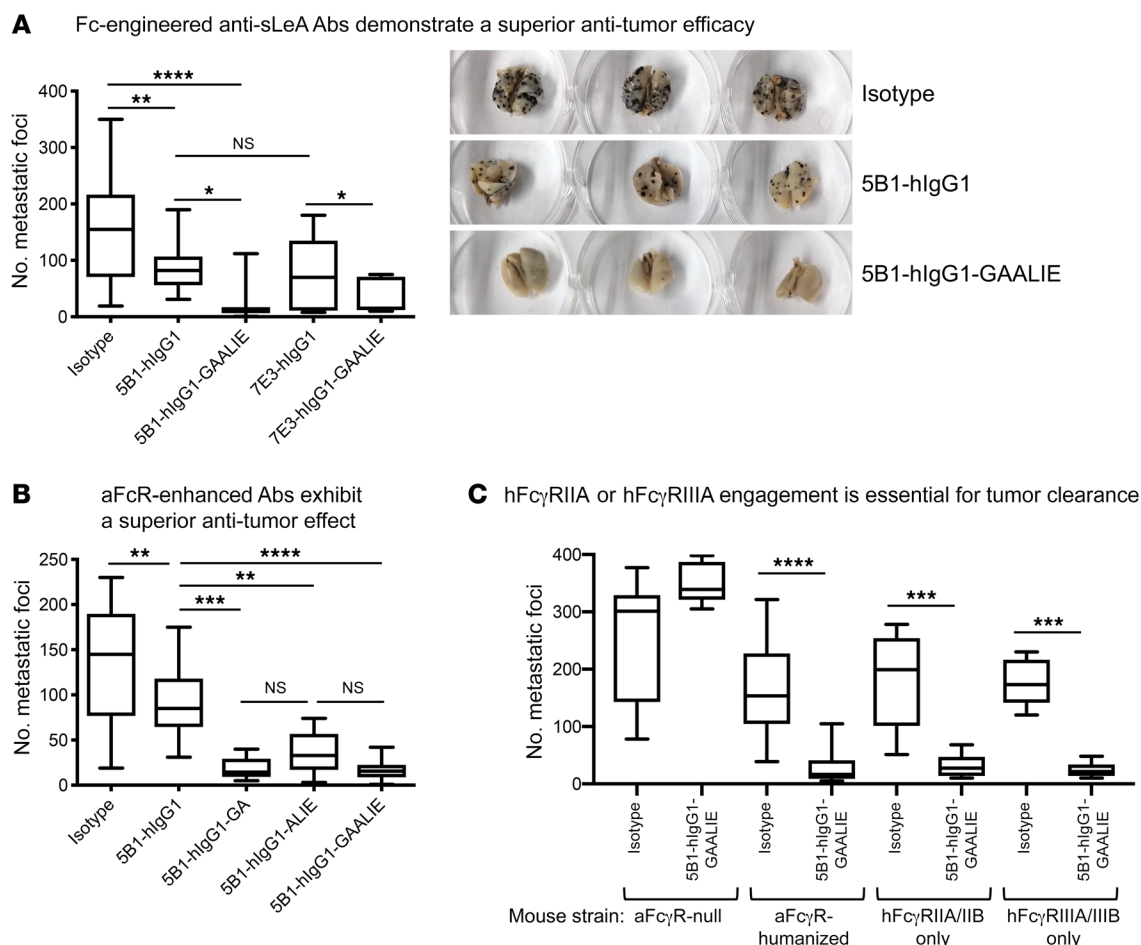 A Fc-engineered anti-sLeA Abs demonstrate a superior anti-tumor efficacy
No. metastatic foci
400
300
200
100
0
****
**
NS
*
*
Isotype
5B1-hIgG1
5B1-hIgG1-GAALIE
7E3-hIgG1
7E3-hIgG1-GAALIE
Isotype
5B1-hIgG1
5B1-hIgG1-GAALIE
B aFcR-enhanced Abs exhibit
a superior anti-tumor effect
No. metastatic foci
250
200
150
100
50
0
**
****
**
***
NS
NS
Isotype
5B1-hIgG1
5B1-hIgG1-GA
5B1-hIgG1-ALIE
5B1-hIgG1-GAALIE
C hFcγRIIA or hFcγRIIIA engagement is essential for tumor clearance
No. metastatic foci
400
300
200
100
0
****
***
***
Isotype
5B1-hIgG1-
GAALIE
Isotype
5B1-hIgG1-
GAALIE
Isotype
5B1-hIgG1-
GAALIE
Isotype
5B1-hIgG1-
GAALIE
Mouse strain: aFcγR-null
aFcγR-
humanized
hFcγRIIA/IIB
only
hFcγRIIIA/IIIB
only